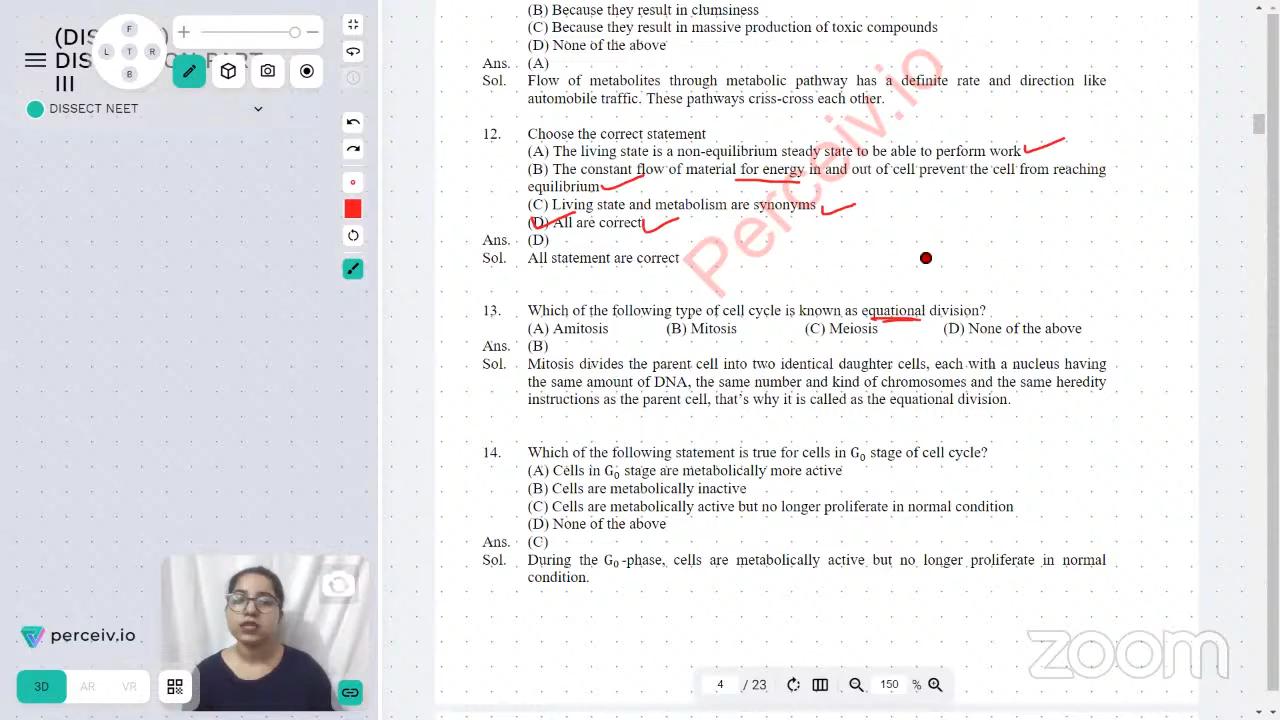 (DISSECT
DISSECTION PART
III
F
L T R
B
DISSECT NEET
(B) Because they result in clumsiness
(C) Because they result in massive production of toxic compounds
(D) None of the above
Ans. (A)
Sol. Flow of metabolites through metabolic pathway has a definite rate and direction like
automobile traffic. These pathways criss-cross each other.
12. Choose the correct statement
(A) The living state is a non-equilibrium steady state to be able to perform work
(B) The constant flow of material for energy in and out of cell prevent the cell from reaching
equilibrium
(C) Living state and metabolism are synonyms
(D) All are correct
Ans. (D)
Sol. All statement are correct
13. Which of the following type of cell cycle is known as equational division?
(A) Amitosis (B) Mitosis (C) Meiosis (D) None of the above
Ans. (B)
Sol. Mitosis divides the parent cell into two identical daughter cells, each with a nucleus having
the same amount of DNA, the same number and kind of chromosomes and the same heredity
instructions as the parent cell, that's why it is called as the equational division.
14. Which of the following statement is true for cells in G₀ stage of cell cycle?
(A) Cells in G₀ stage are metabolically more active
(B) Cells are metabolically inactive
(C) Cells are metabolically active but no longer proliferate in normal condition
(D) None of the above
Ans. (C)
Sol. During the G₀-phase, cells are metabolically active but no longer proliferate in normal
condition.
Perceiv.io
perceiv.io
3D AR VR
4 / 23 150 %
zoom